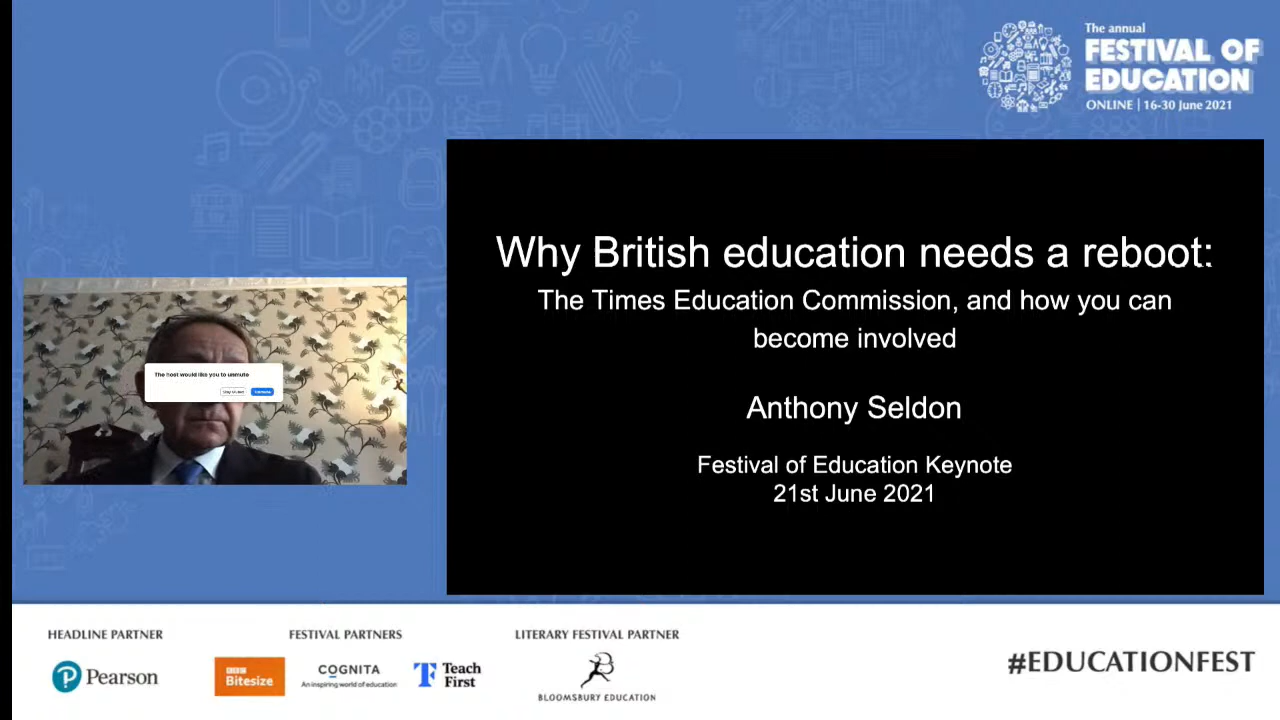 The annual
FESTIVAL OF
EDUCATION
ONLINE | 16-30 June 2021
Why British education needs a reboot:
The Times Education Commission, and how you can
become involved
Anthony Seldon
Festival of Education Keynote
21st June 2021
The host would like you to unmute
HEADLINE PARTNER
Pearson
FESTIVAL PARTNERS
BBC
Bitesize
COGNITA
An inspiring world of education
Teach
First
LITERARY FESTIVAL PARTNER
BLOOMSBURY EDUCATION
#EDUCATIONFEST